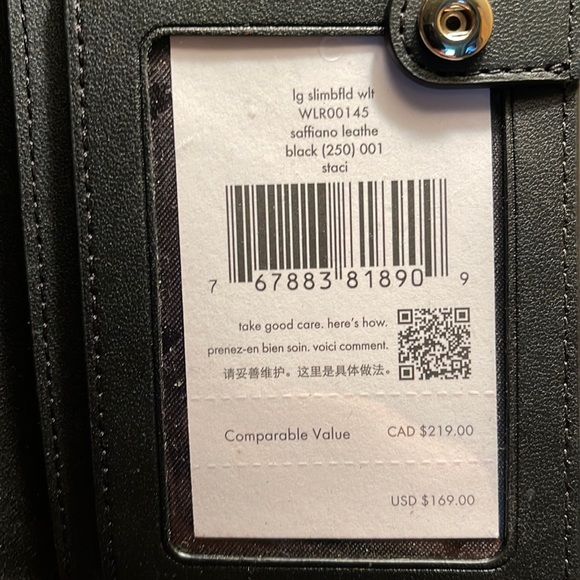 lg slimbfld wlt
WLR00145
saffiano leathe
black (250) 001
staci
7 67883 81890 9
take good care. here's how.
prenez-en bien soin. voici comment.
请妥善维护。这里是具体做法。
Comparable Value CAD $219.00
USD $169.00